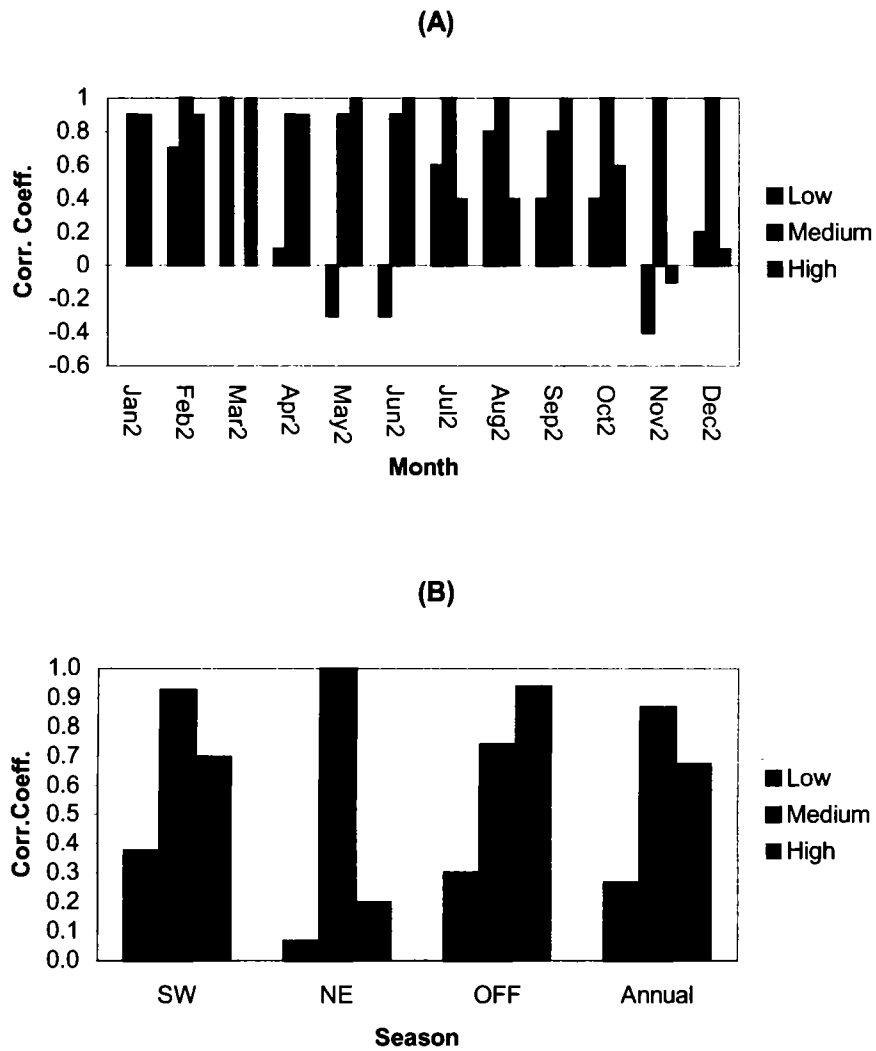 (A)
Corr. Coeff.
1
0.8
0.6
0.4
0.2
0
-0.2
-0.4
-0.6
Jan2
Feb2
Mar2
Apr2
May2
Jun2
Jul2
Aug2
Sep2
Oct2
Nov2
Dec2
Month
Low
Medium
High
(B)
Corr.Coeff.
1.0
0.9
0.8
0.7
0.6
0.5
0.4
0.3
0.2
0.1
0.0
SW
NE
OFF
Annual
Season
Low
Medium
High